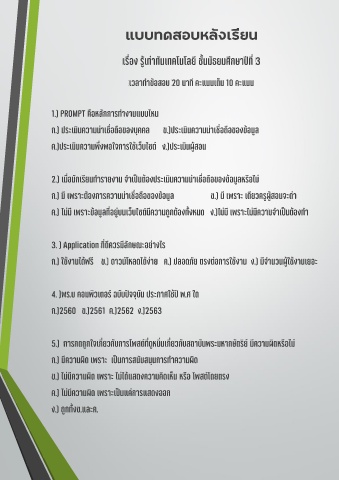 แบบทดสอบหลังเรียน
เรื่อง รู้เท่าทันเทคโนโลยี ชั้นมัธยมศึกษาปีที่ 3
เวลาทำข้อสอบ 20 นาที คะแนนเต็ม 10 คะแนน
1.) PROMPT คือหลักการทำงานแบบไหน
ก.) ประเมินความน่าเชื่อถือของบุคคล ข.)ประเมินความน่าเชื่อถือของข้อมูล
ค.)ประเมินความพึงพอใจการใช้เว็บไซต์ ง.)ประเมินผู้สอน
2.) เมื่อนักเรียนทำรายงาน จำเป็นต้องประเมินความน่าเชื่อถือของข้อมูลหรือไม่
ก.) มี เพราะต้องการความน่าเชื่อถือของข้อมูล ข.) มี เพราะ เดี๋ยวครูผู้สอนจะด่า
ค.) ไม่มี เพราะข้อมูลที่อยู่บนเว็บไซต์มีความถูกต้องทั้งหมด ง.)ไม่มี เพราะไม่มีความจำเป็นต้องทำ
3. ) Application ที่ดีควรมีลักษณะอย่างไร
ก.) ใช้งานได้ฟรี ข.) ดาวน์โหลดได้ง่าย ค.) ปลอดภัย ตรงต่อการใช้งาน ง.) มีจำนวนผู้ใช้งานเยอะ
4. )พร.บ คอมพิวเตอร์ ฉบับปัจจุบัน ประกาศใช้ปี พ.ศ ใด
ก.)2560 ข.)2561 ค.)2562 ง.)2563
5.) การกดถูกใจเกี่ยวกับการโพสต์ที่ดูหมิ่นเกี่ยวกับสถาบันพระมหากษัตริย์ มีความผิดหรือไม่
ก.) มีความผิด เพราะ เป็นการสนับสนุนการทำความผิด
ข.) ไม่มีความผิด เพราะ ไม่ได้แสดงความคิดเห็น หรือ โพสต์โดยตรง
ค.) ไม่มีความผิด เพราะเป็นแค่การแสดงออก
ง.) ถูกทั้งข.และค.